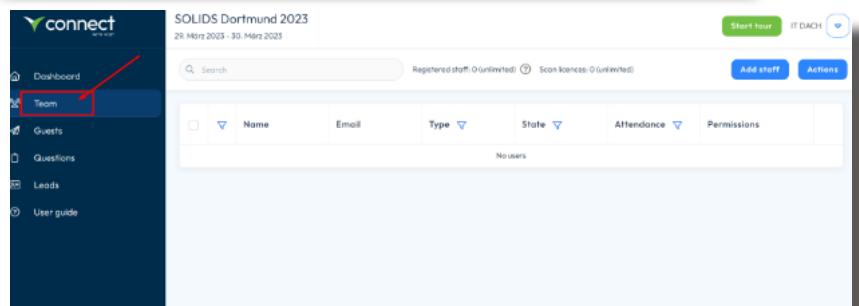 connect
SOLIDS Dortmund 2023
29. März 2023 - 30. März 2023
Start tour
IT DACH
Dashboard
Team
Guests
Questions
Leads
User guide
Search
Registered staff: 0 (unlimited)
Scan licences: 0 (unlimited)
Add staff
Actions
Name
Email
Type
State
Attendance
Permissions
No users